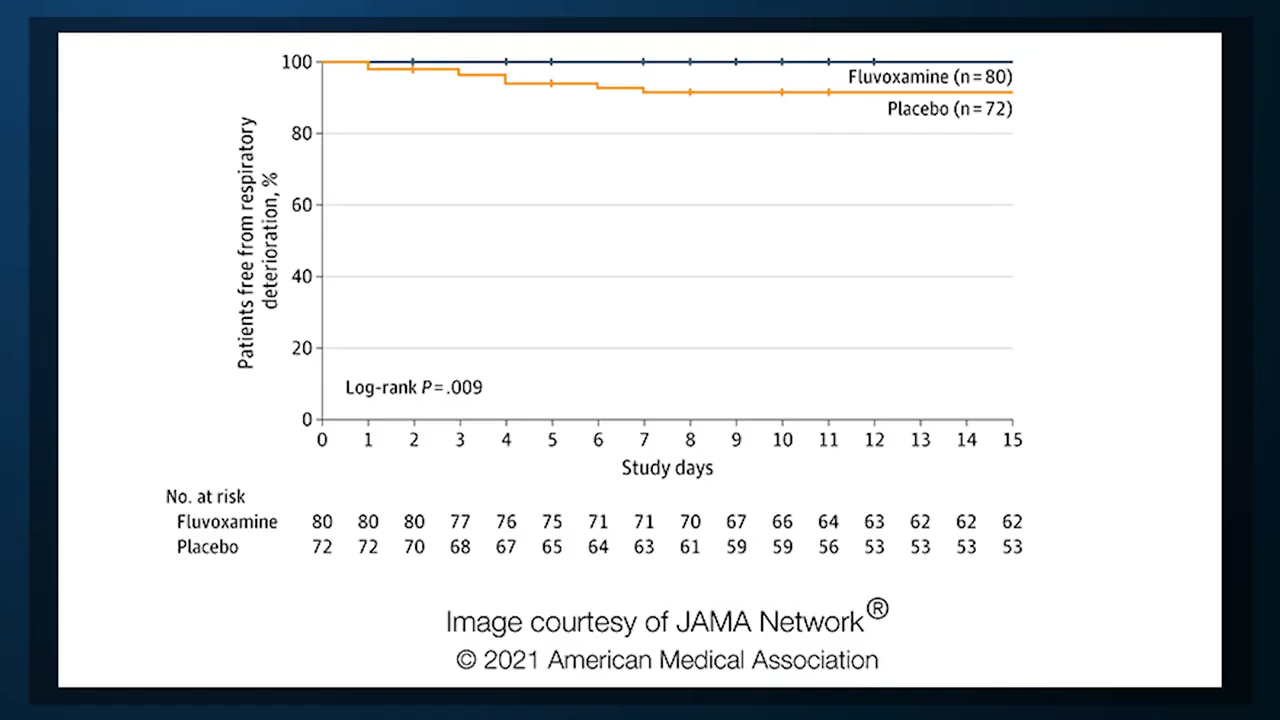 100
Fluvoxamine (n=80)
Placebo (n=72)
80
60
40
20
0
Patients free from respiratory
deterioration, %
Log-rank P=.009
0 1 2 3 4 5 6 7 8 9 10 11 12 13 14 15
Study days
No. at risk
Fluvoxamine 80 80 80 77 76 75 71 71 70 67 66 64 63 62 62 62
Placebo 72 72 70 68 67 65 64 63 61 59 59 56 53 53 53 53
Image courtesy of JAMA Network®
© 2021 American Medical Association